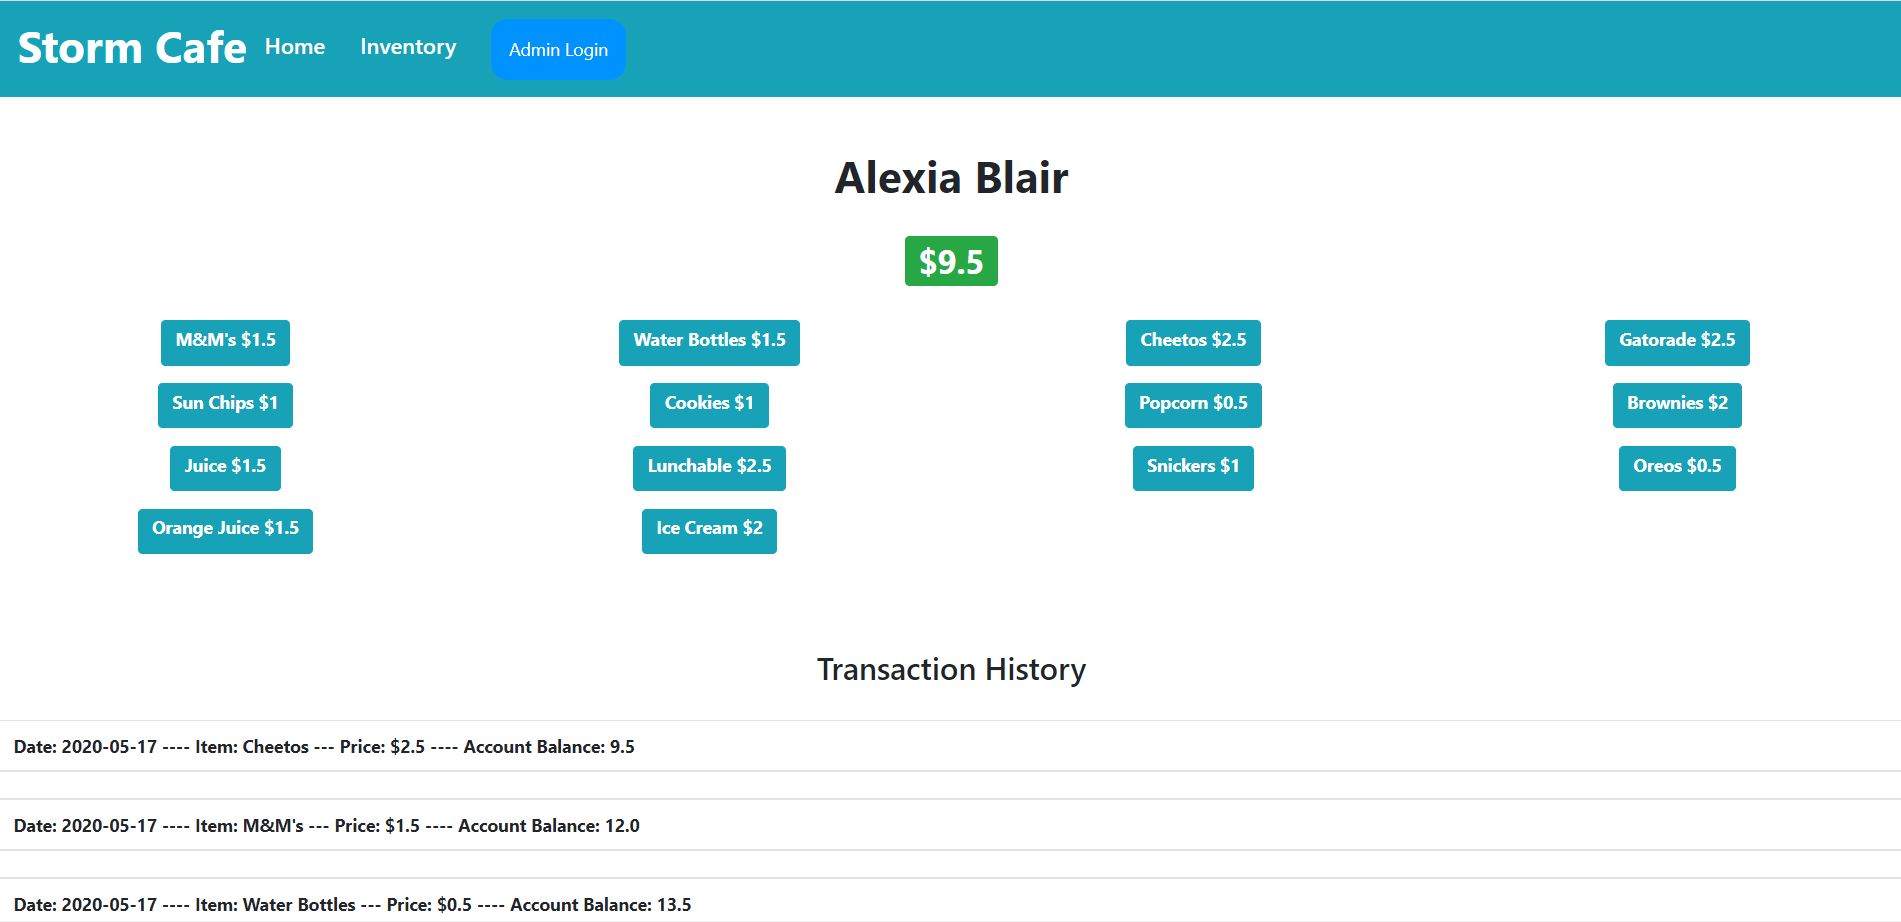 Storm Cafe Home Inventory Admin Login
Alexia Blair
$9.5
M&M's $1.5 Water Bottles $1.5 Cheetos $2.5 Gatorade $2.5
Sun Chips $1 Cookies $1 Popcorn $0.5 Brownies $2
Juice $1.5 Lunchable $2.5 Snickers $1 Oreos $0.5
Orange Juice $1.5 Ice Cream $2
Transaction History
Date: 2020-05-17 ---- Item: Cheetos --- Price: $2.5 ---- Account Balance: 9.5
Date: 2020-05-17 ---- Item: M&M's --- Price: $1.5 ---- Account Balance: 12.0
Date: 2020-05-17 ---- Item: Water Bottles --- Price: $0.5 ---- Account Balance: 13.5